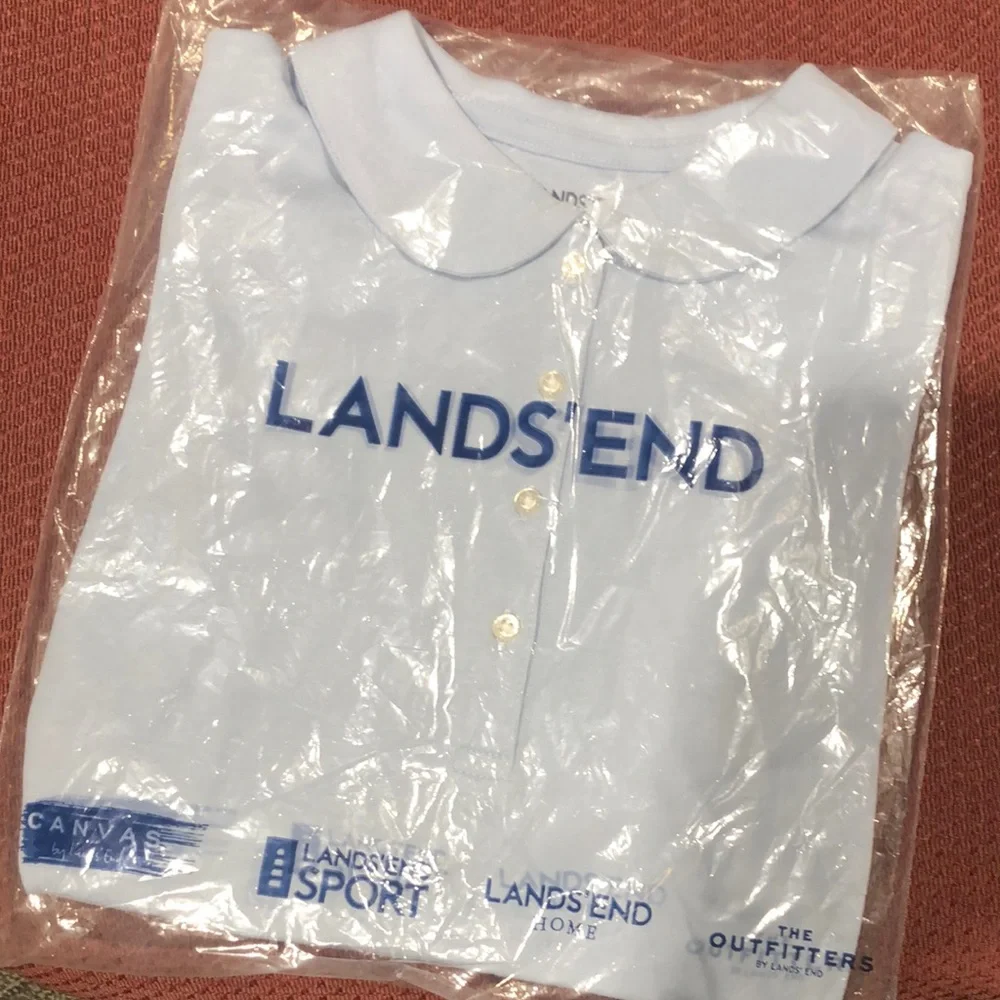 LANDS'END
CANVAS
LANDS'END
SPORT
LANDS'END
HOME
THE
OUTFITTERS
BY LANDS' END